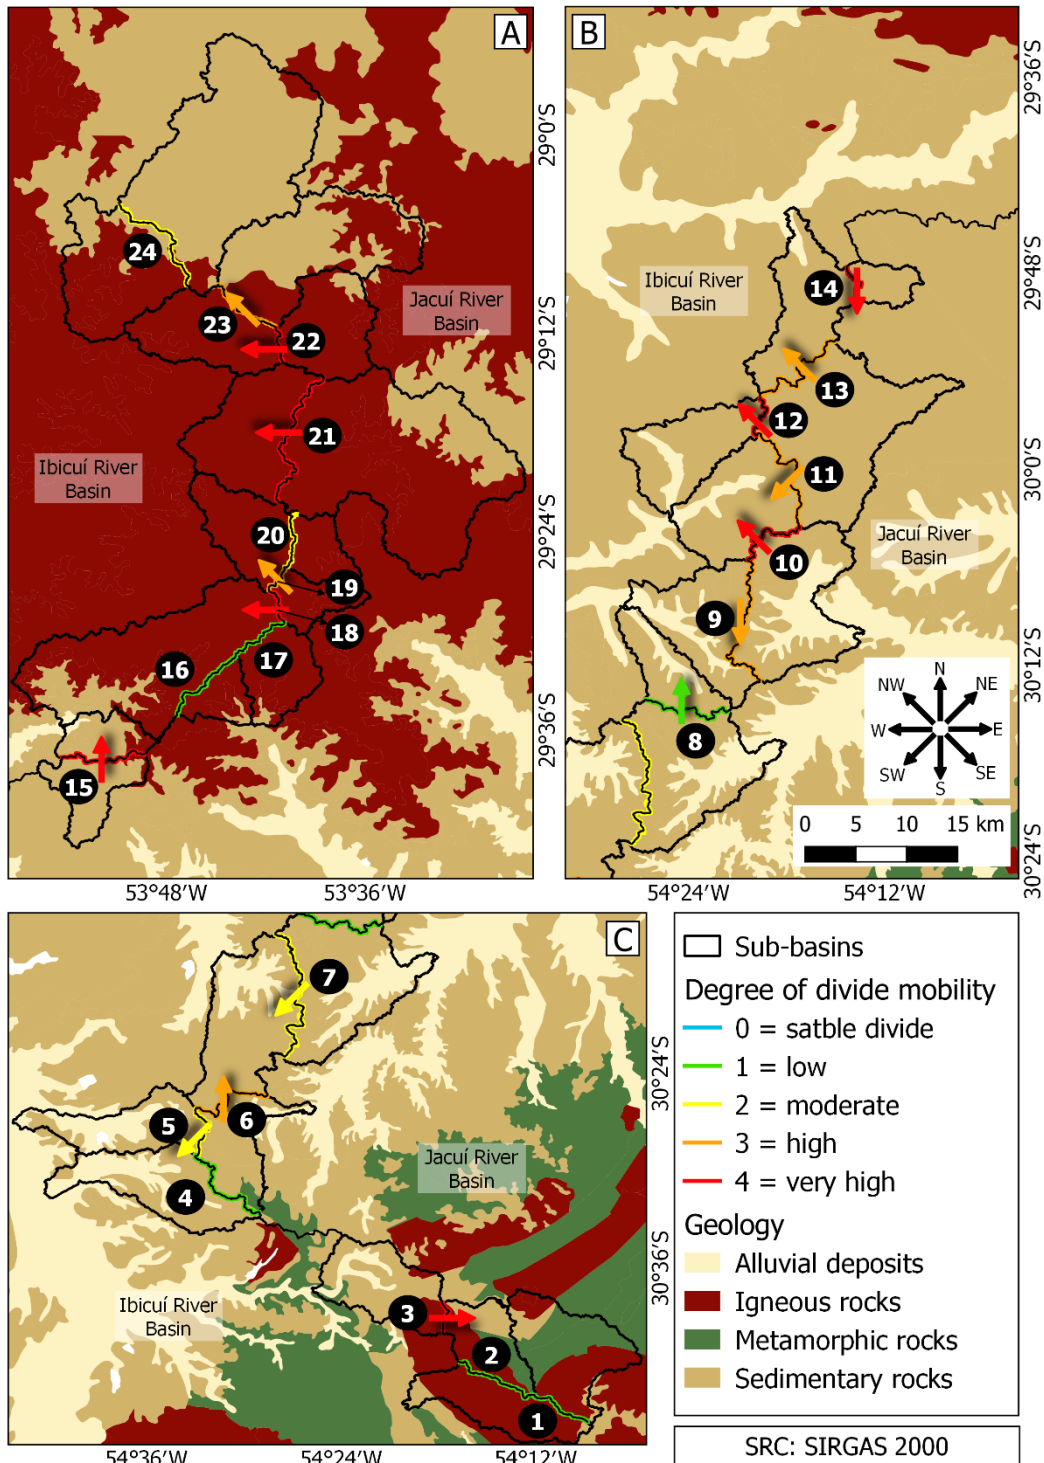 A
29°0'S
24
Jacuí River
Basin
23
22
29°12'S
21
Ibicuí River
Basin
20
29°24'S
19
18
16
17
29°36'S
15
53°48'W
53°36'W
B
29°36'S
Ibicuí River
Basin
14
29°48'S
13
12
11
30°0'S
Jacuí River
Basin
10
9
N
NW
NE
W
E
SW
SE
S
30°12'S
8
0 5 10 15 km
30°24'S
54°24'W
54°12'W
C
7
30°24'S
5
6
Jacuí River
Basin
4
30°36'S
Ibicuí River
Basin
3
2
1
54°36'W
54°24'W
54°12'W
Sub-basins
Degree of divide mobility
0 = satble divide
1 = low
2 = moderate
3 = high
4 = very high
Geology
Alluvial deposits
Igneous rocks
Metamorphic rocks
Sedimentary rocks
SRC: SIRGAS 2000